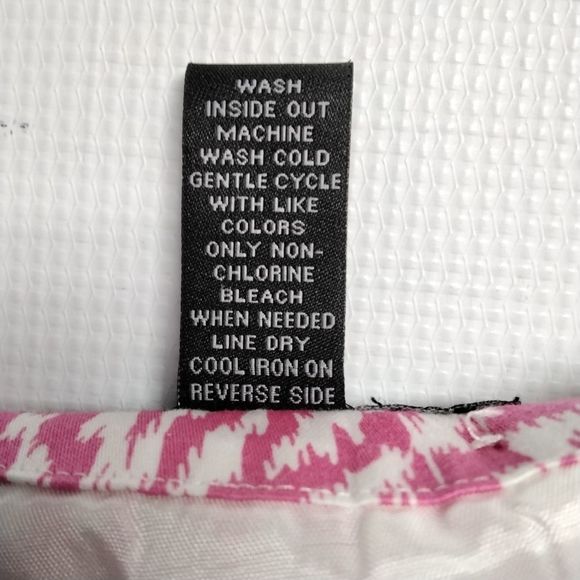 WASH
INSIDE OUT
MACHINE
WASH COLD
GENTLE CYCLE
WITH LIKE
COLORS
ONLY NON-
CHLORINE
BLEACH
WHEN NEEDED
LINE DRY
COOL IRON ON
REVERSE SIDE